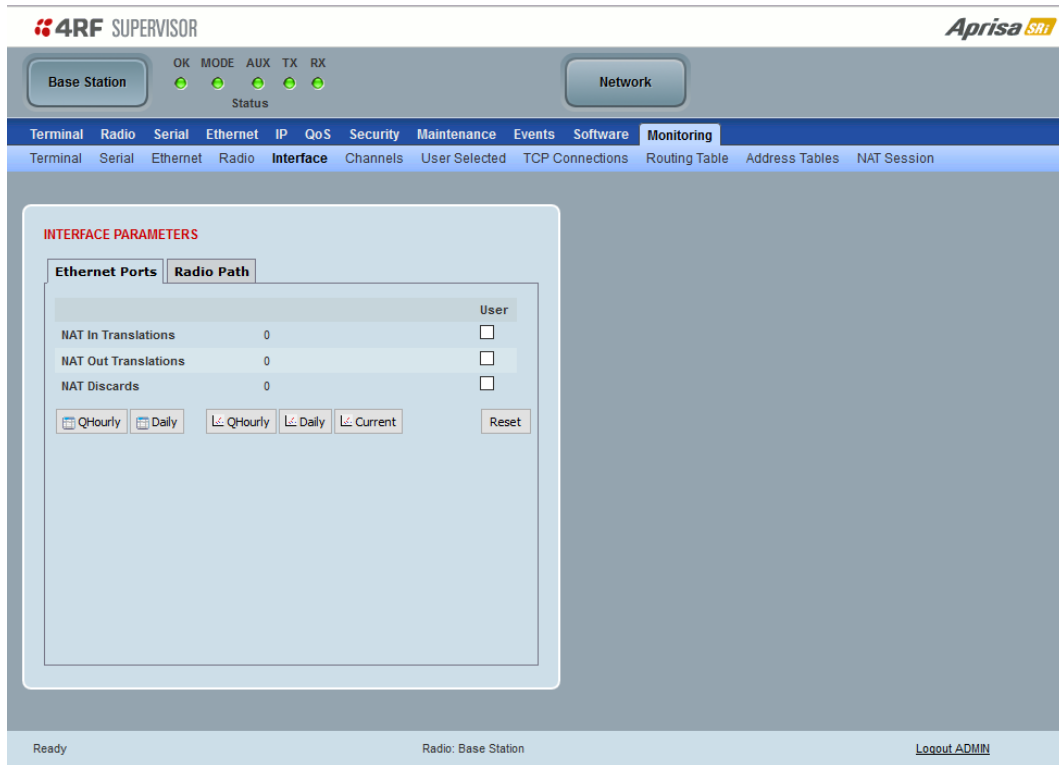 4RF SUPERVISOR
Aprisa SRi
Base Station
OK MODE AUX TX RX
Status
Network
Terminal Radio Serial Ethernet IP QoS Security Maintenance Events Software Monitoring
Terminal Serial Ethernet Radio Interface Channels User Selected TCP Connections Routing Table Address Tables NAT Session
INTERFACE PARAMETERS
Ethernet Ports Radio Path
User
NAT In Translations 0
NAT Out Translations 0
NAT Discards 0
QHourly Daily QHourly Daily Current Reset
Ready Radio: Base Station Logout ADMIN